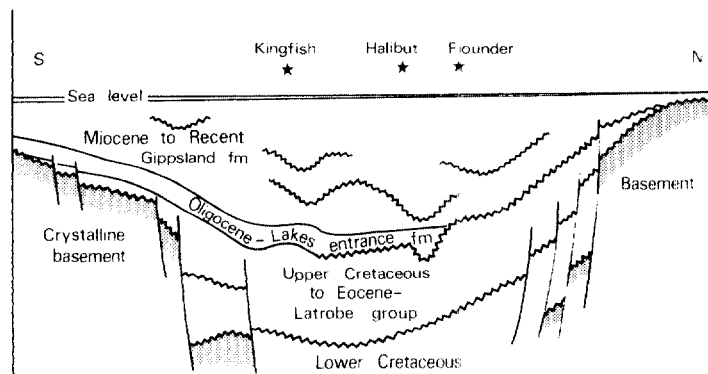 Kingfish Halibut Flounder
S N
Sea level
Miocene to Recent
Gippsland fm
Basement
Oligocene - Lakes entrance fm
Crystalline
basement
Upper Cretaceous
to Eocene-
Latrobe group
Lower Cretaceous